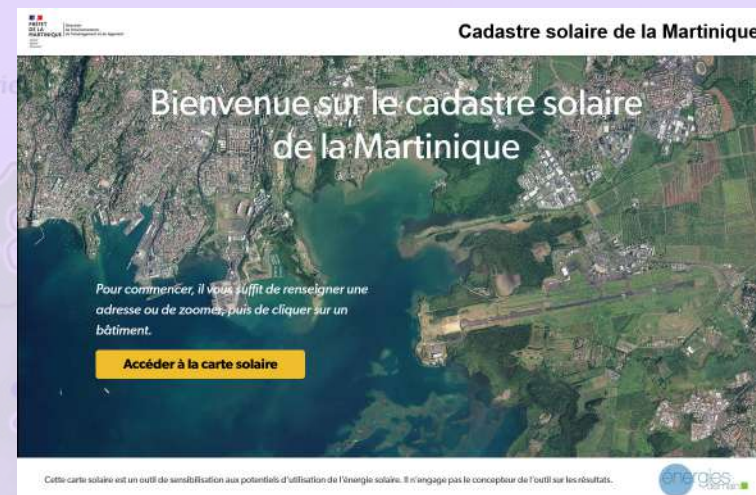 PRÉFET
DE LA
MARTINIQUE
Cadastre solaire de la Martinique
Bienvenue sur le cadastre solaire
de la Martinique
Pour commencer, il vous suffit de renseigner une
adresse ou de zoomer, puis de cliquer sur un
bâtiment.
Accéder à la carte solaire
Cette carte solaire est un outil de sensibilisation aux potentiels d'utilisation de l'énergie solaire. Il n'engage pas le concepteur de l'outil sur les résultats.
énergies
demain